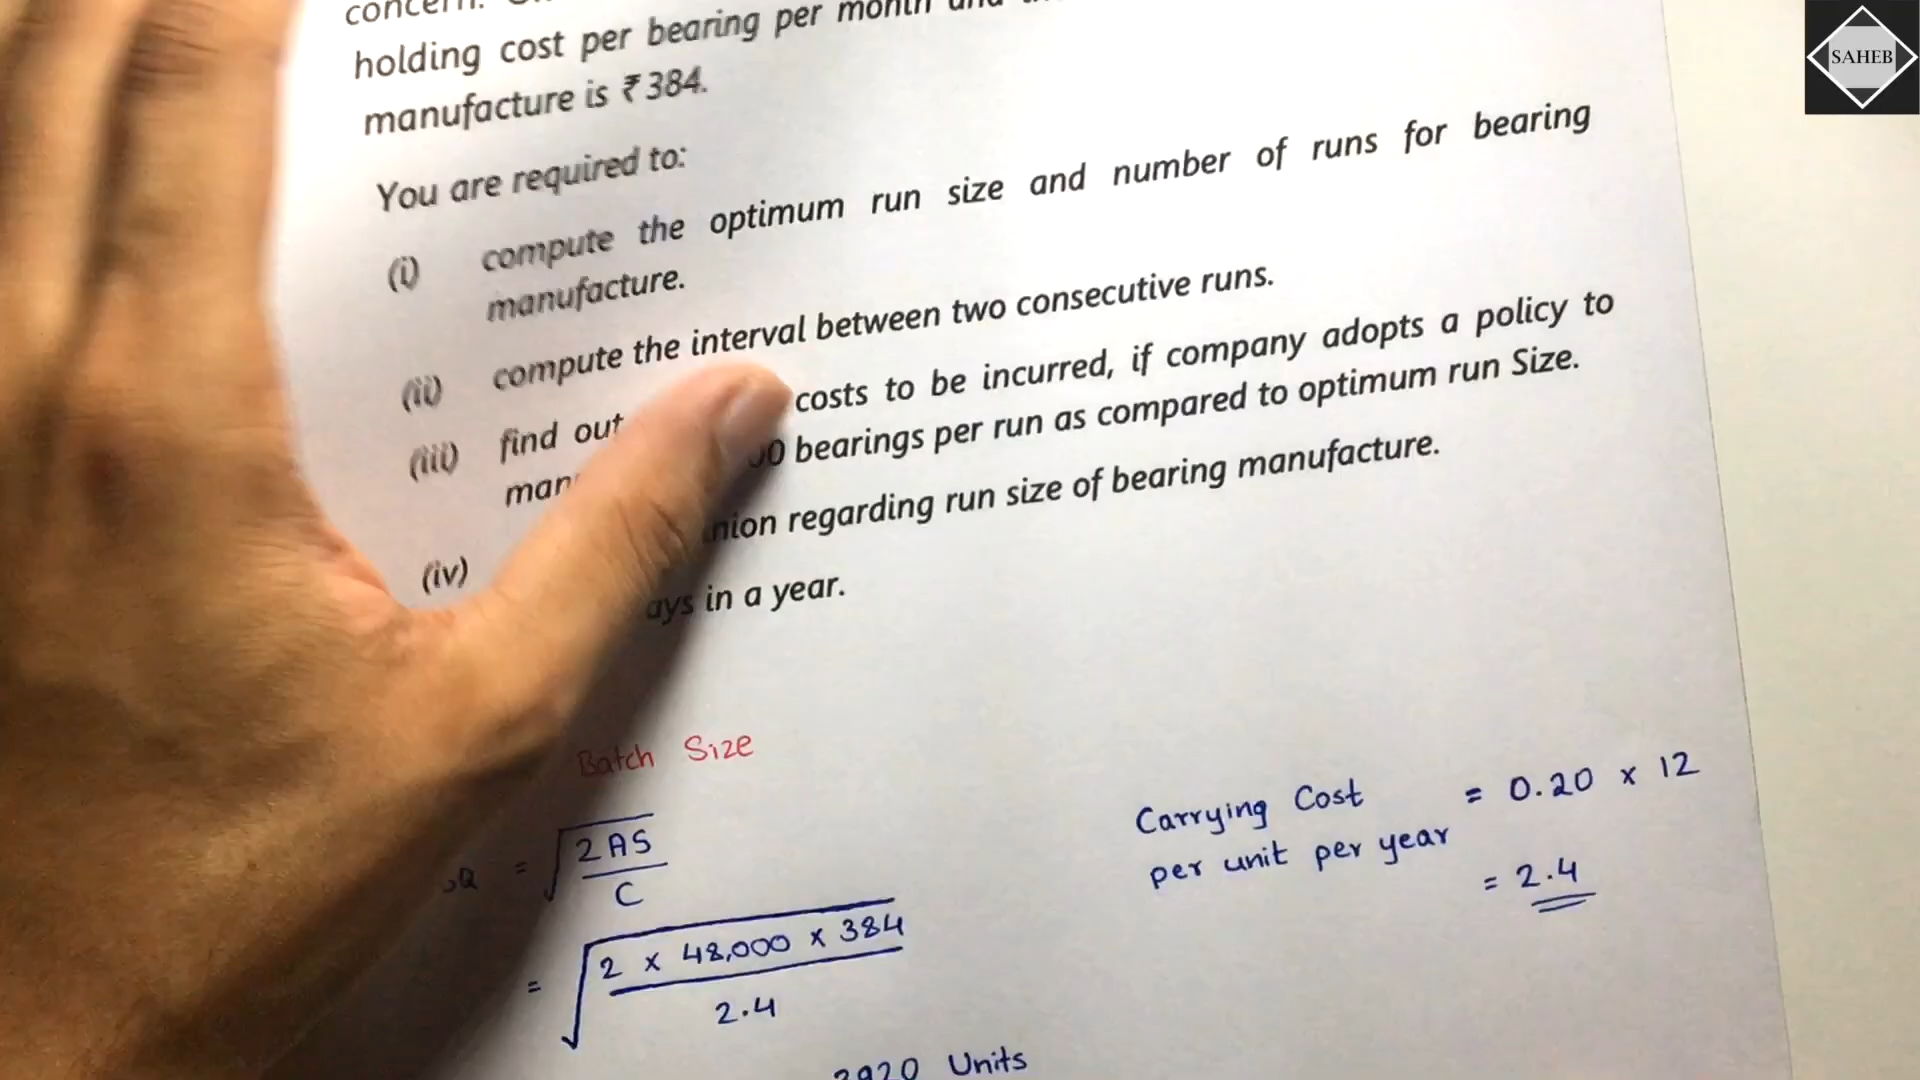 holding cost per bearing per month
manufacture is ₹ 384.
You are required to:
(i) compute the optimum run size and number of runs for bearing
manufacture.
(ii) compute the interval between two consecutive runs.
(iii) find out costs to be incurred, if company adopts a policy to
bearings per run as compared to optimum run Size.
(iv) regarding run size of bearing manufacture.
in a year.
Batch Size
= √ 2AS
C
= √ 2 x 48,000 x 384
2.4
Units
Carrying Cost = 0.20 x 12
per unit per year
= 2.4
SAHEB